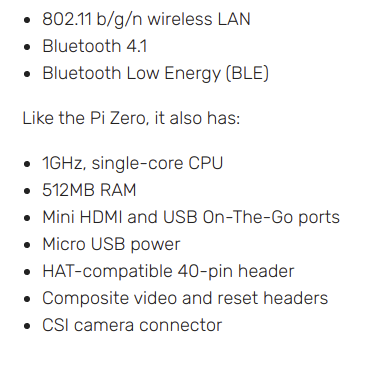 • 802.11 b/g/n wireless LAN
• Bluetooth 4.1
• Bluetooth Low Energy (BLE)
Like the Pi Zero, it also has:
• 1GHz, single-core CPU
• 512MB RAM
• Mini HDMI and USB On-The-Go ports
• Micro USB power
• HAT-compatible 40-pin header
• Composite video and reset headers
• CSI camera connector